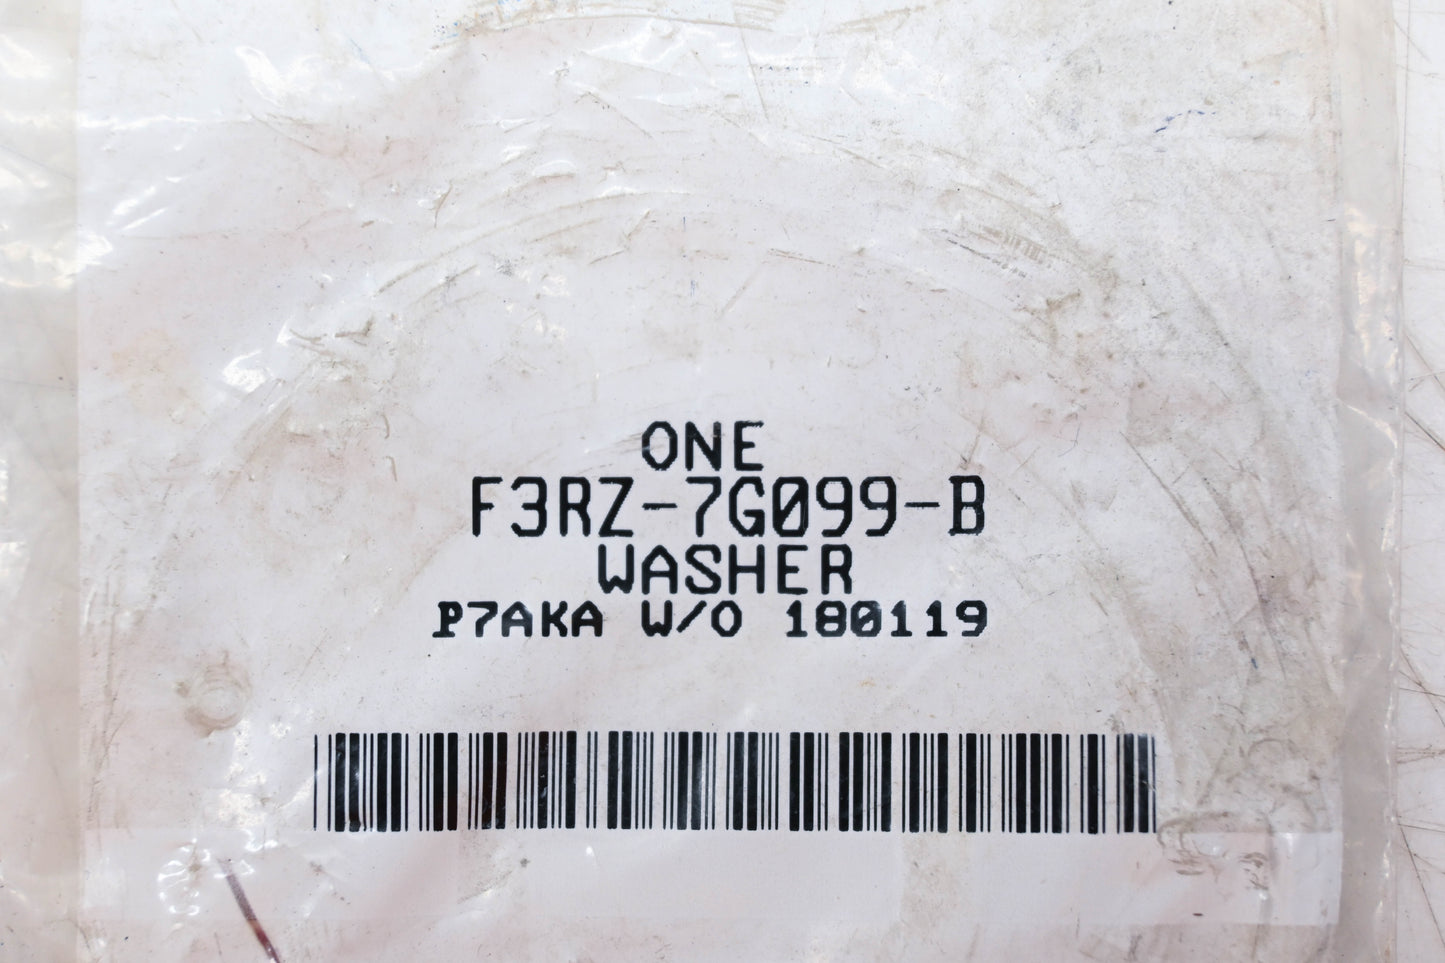 ONE
F3RZ-7G099-B
WASHER
P7AKA W/O 180119